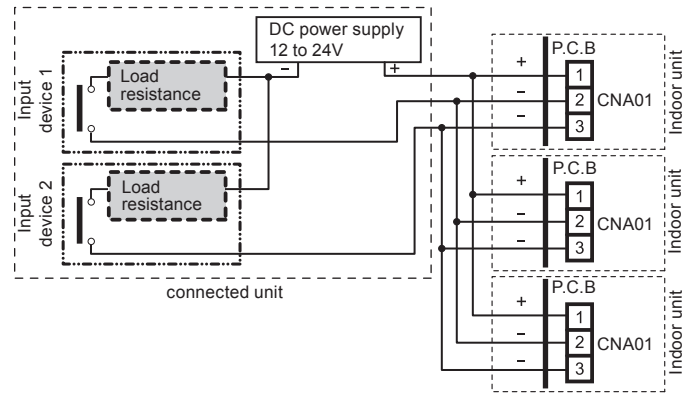 DC power supply
12 to 24V
–
+
Input
device 1
Load
resistance
Input
device 2
Load
resistance
connected unit
P.C.B
+
–
–
1
2
3
CNA01
Indoor unit
P.C.B
+
–
–
1
2
3
CNA01
Indoor unit
P.C.B
+
–
–
1
2
3
CNA01
Indoor unit